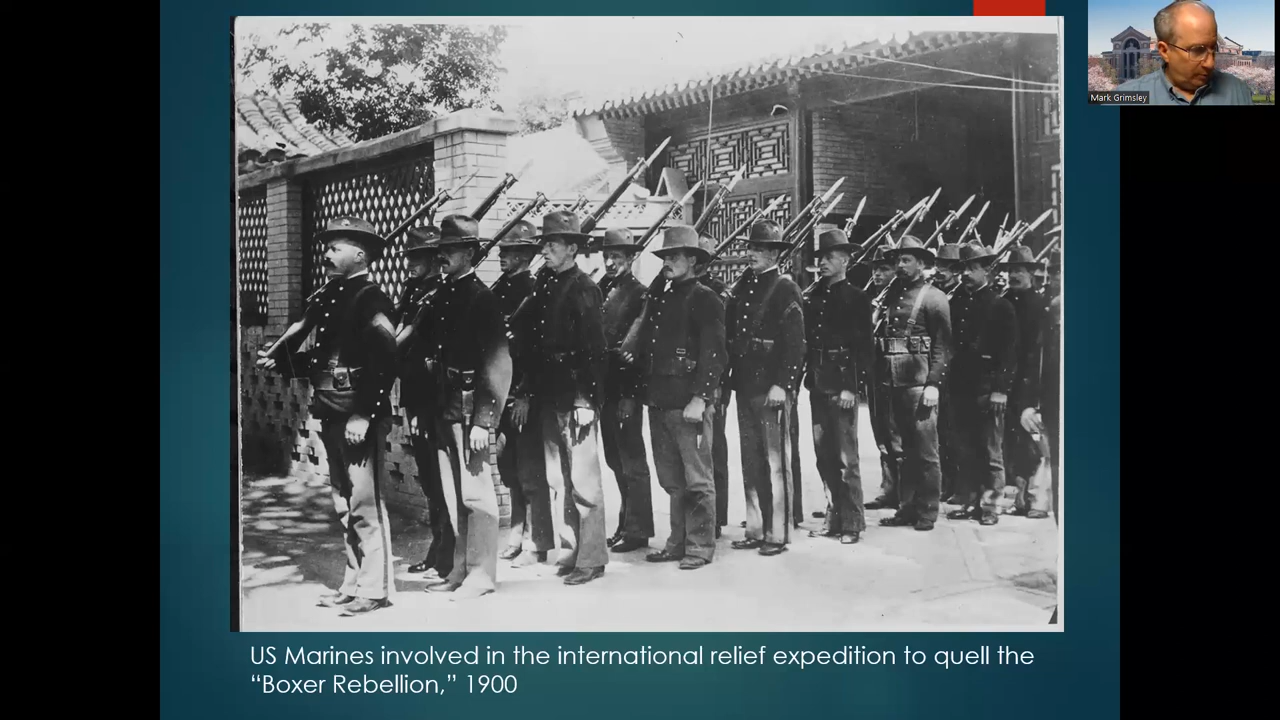 Mark Grimsley
US Marines involved in the international relief expedition to quell the
“Boxer Rebellion,” 1900